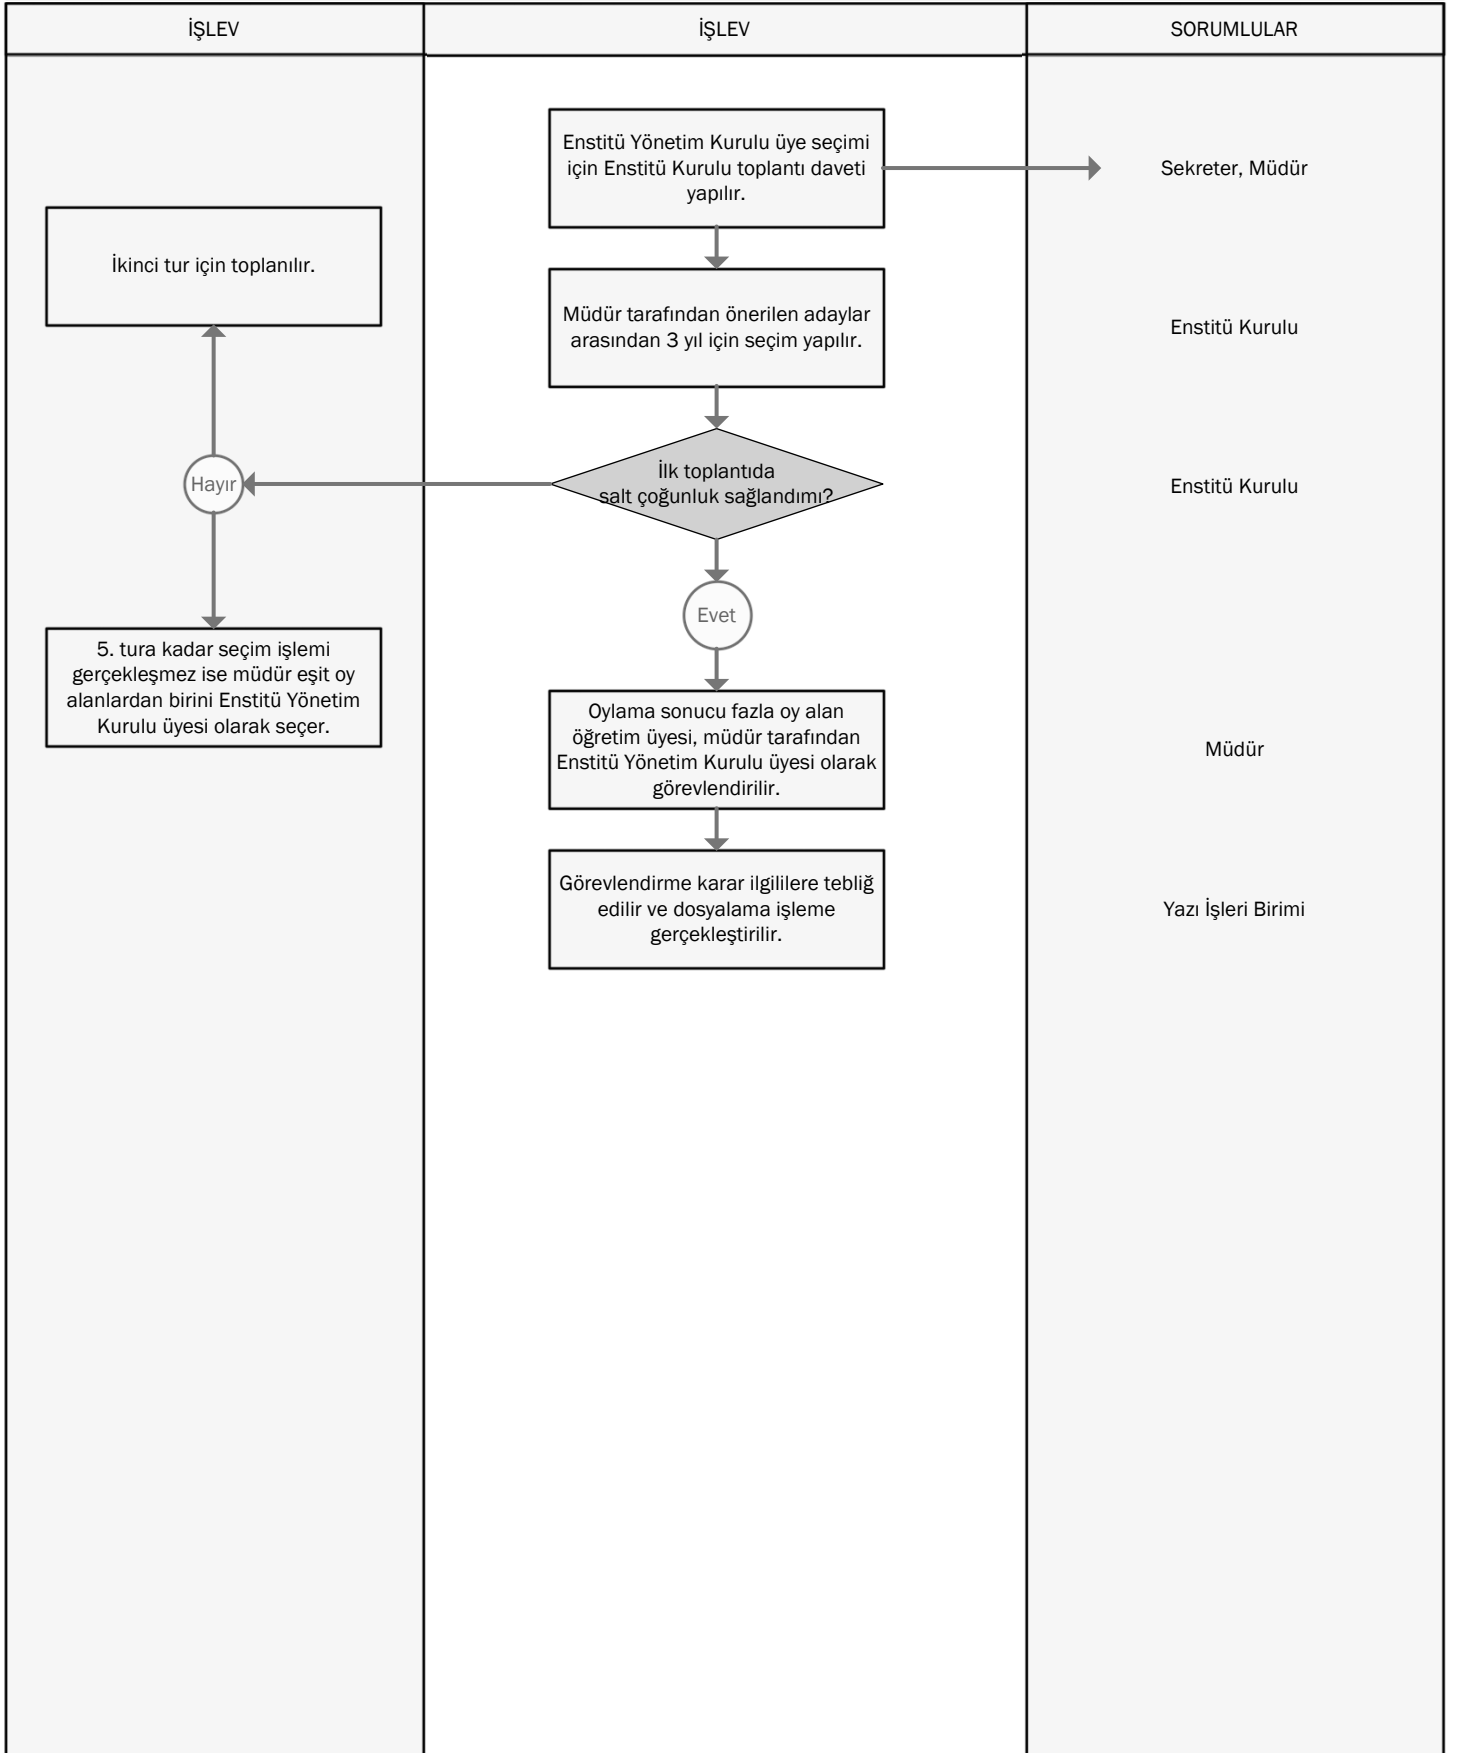 İŞLEV
İŞLEV
SORUMLULAR
Enstitü Yönetim Kurulu üye seçimi
için Enstitü Kurulu toplantı daveti
yapılır.
Sekreter, Müdür
İkinci tur için toplanılır.
Müdür tarafından önerilen adaylar
arasından 3 yıl için seçim yapılır.
Enstitü Kurulu
İlk toplantıda
salt çoğunluk sağlandımı?
Hayır
Enstitü Kurulu
Evet
5. tura kadar seçim işlemi
gerçekleşmez ise müdür eşit oy
alanlardan birini Enstitü Yönetim
Kurulu üyesi olarak seçer.
Oylama sonucu fazla oy alan
öğretim üyesi, müdür tarafından
Enstitü Yönetim Kurulu üyesi olarak
görevlendirilir.
Müdür
Görevlendirme karar ilgililere tebliğ
edilir ve dosyalama işleme
gerçekleştirilir.
Yazı İşleri Birimi